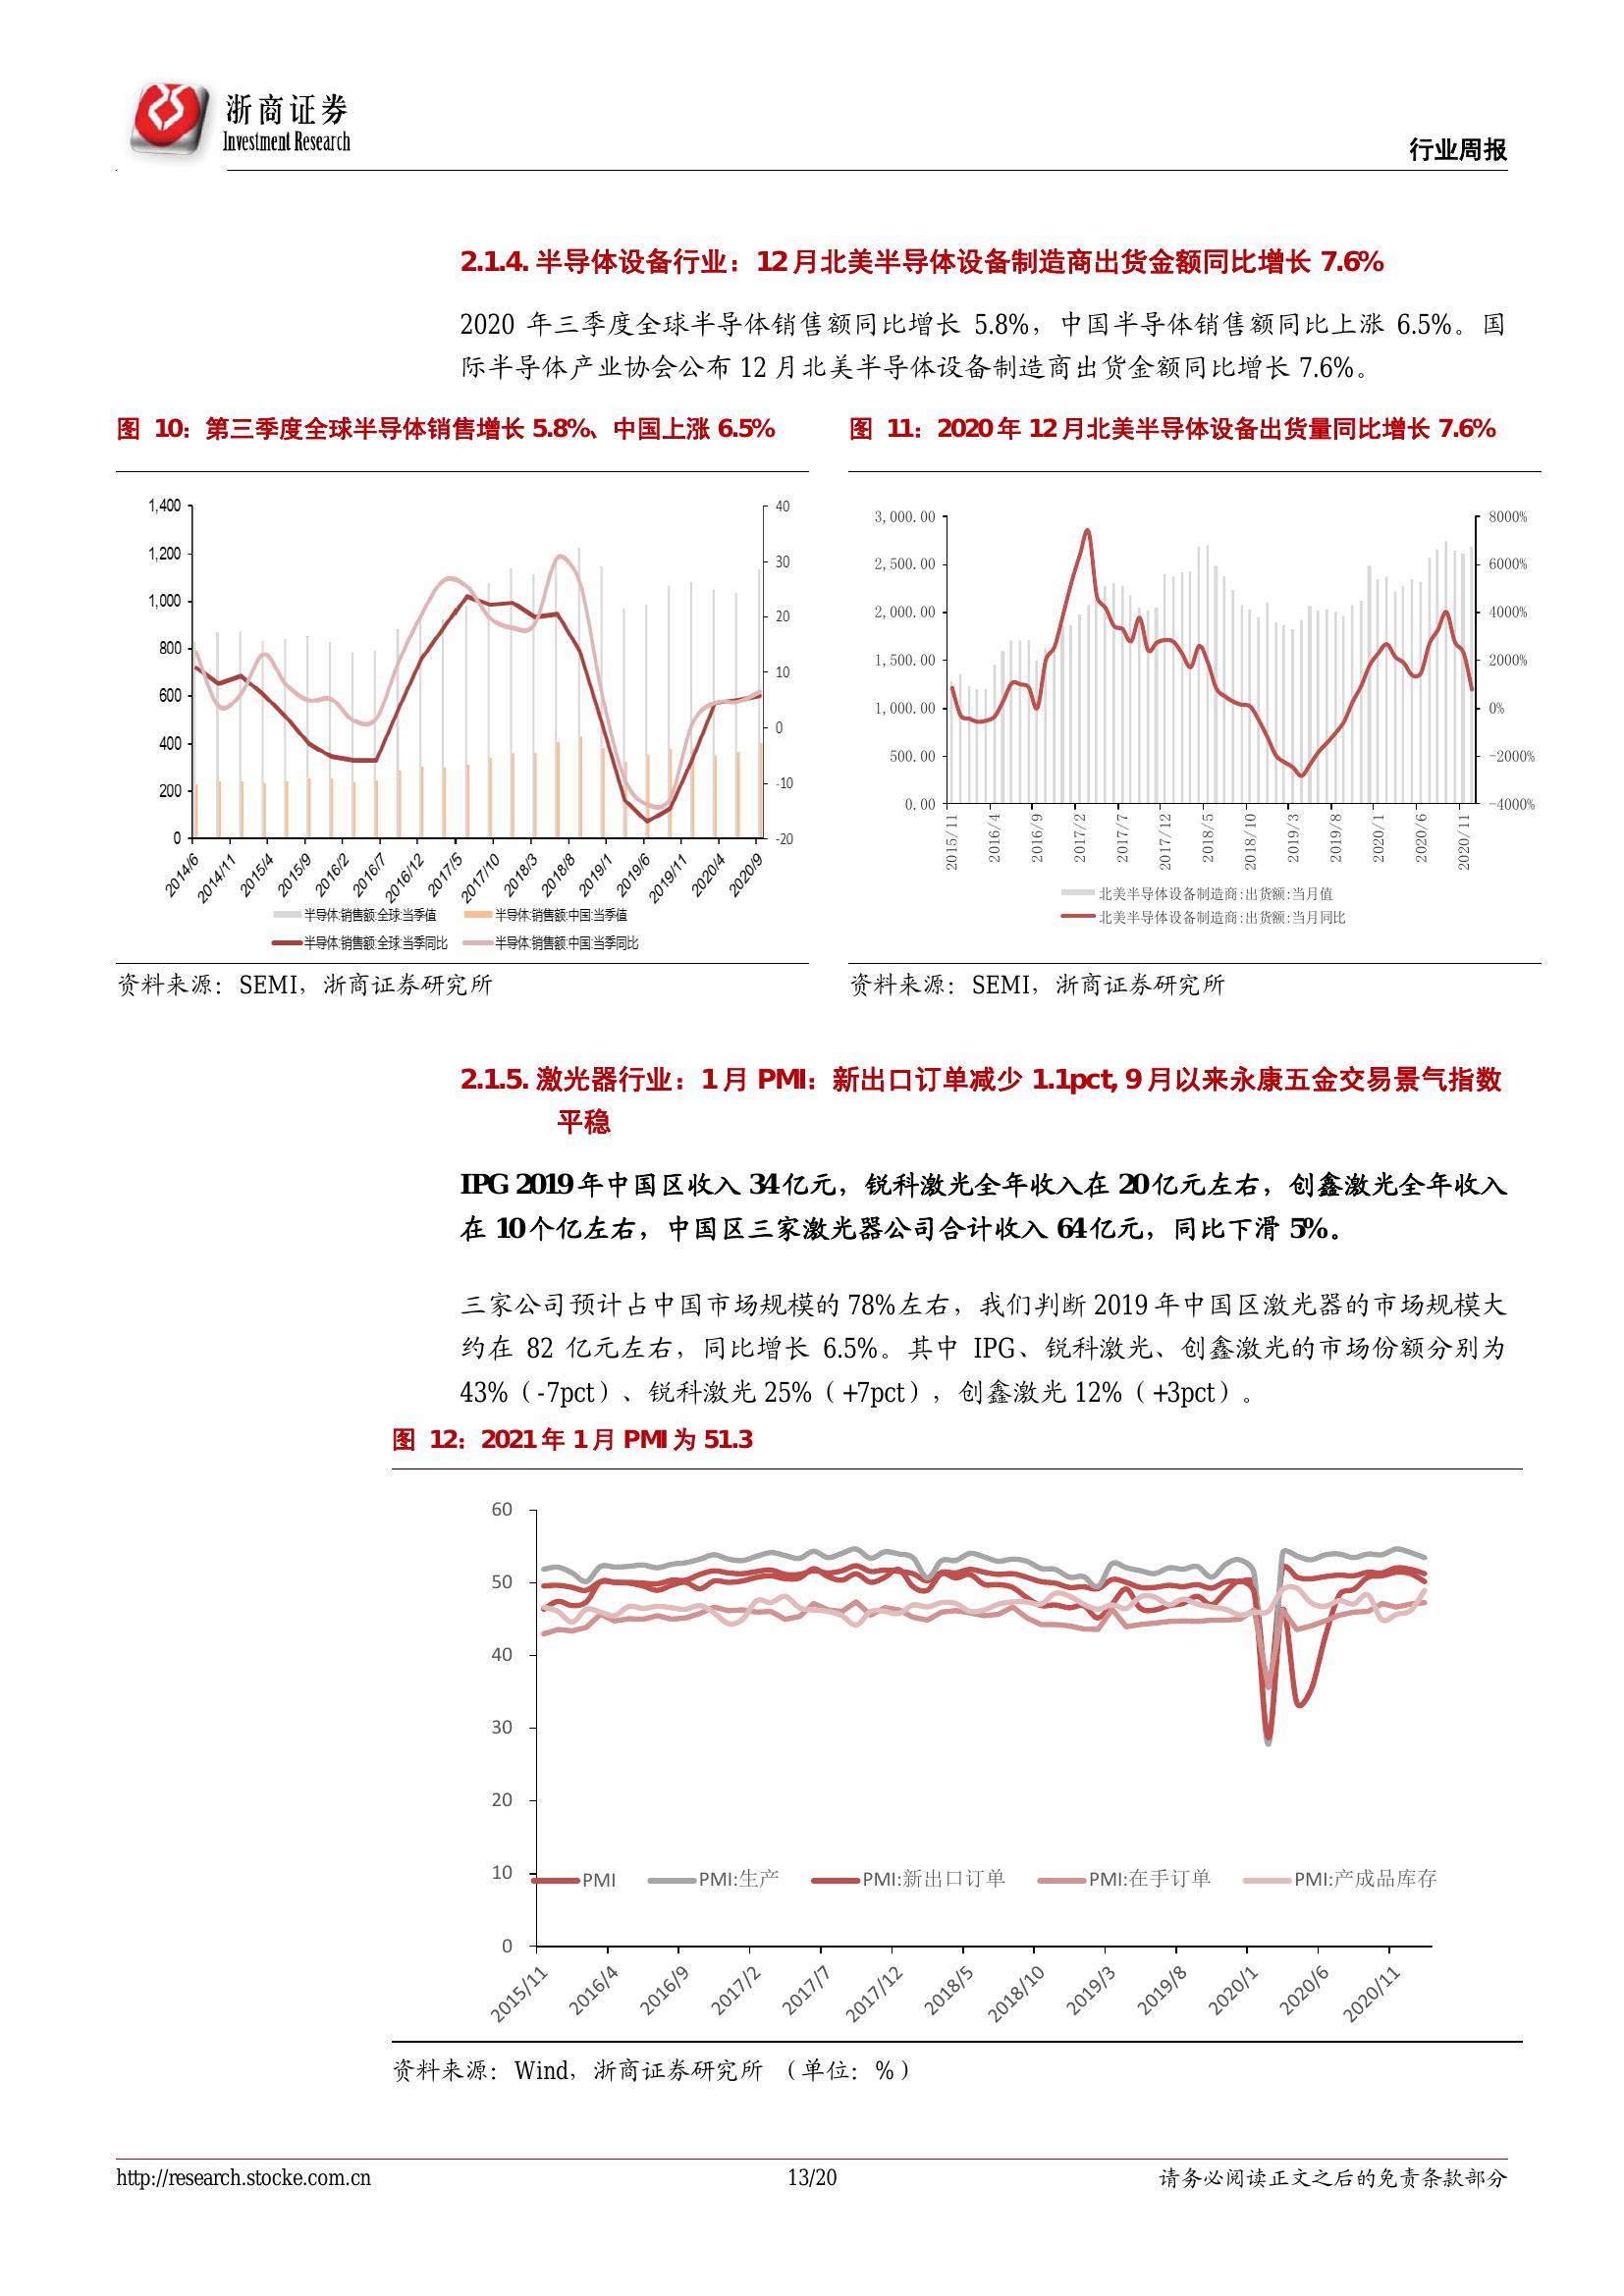 浙商证券
Investment Research
行业周报
2.1.4. 半导体设备行业：12月北美半导体设备制造商出货金额同比增长 7.6%
2020 年三季度全球半导体销售额同比增长 5.8%，中国半导体销售额同比上涨 6.5%。国
际半导体产业协会公布 12 月北美半导体设备制造商出货金额同比增长 7.6%。
图 10：第三季度全球半导体销售增长 5.8%、中国上涨 6.5%
1,400
1,200
1,000
800
600
400
200
0
40
30
20
10
0
-10
-20
2014/6
2014/11
2015/4
2015/9
2016/2
2016/7
2016/12
2017/5
2017/10
2018/3
2018/8
2019/1
2019/6
2019/11
2020/4
2020/9
半导体:销售额:全球:当季值
半导体:销售额:中国:当季值
半导体:销售额:全球:当季同比
半导体:销售额:中国:当季同比
资料来源：SEMI，浙商证券研究所
图 11：2020 年 12 月北美半导体设备出货量同比增长 7.6%
3,000.00
2,500.00
2,000.00
1,500.00
1,000.00
500.00
0.00
8000%
6000%
4000%
2000%
0%
-2000%
-4000%
2015/11
2016/4
2016/9
2017/2
2017/7
2017/12
2018/5
2018/10
2019/3
2019/8
2020/1
2020/6
2020/11
北美半导体设备制造商:出货额:当月值
北美半导体设备制造商:出货额:当月同比
资料来源：SEMI，浙商证券研究所
2.1.5. 激光器行业：1 月 PMI：新出口订单减少 1.1pct, 9 月以来永康五金交易景气指数
平稳
IPG 2019 年中国区收入 34 亿元，锐科激光全年收入在 20 亿元左右，创鑫激光全年收入
在 10 个亿左右，中国区三家激光器公司合计收入 64 亿元，同比下滑 5%。
三家公司预计占中国市场规模的 78%左右，我们判断 2019 年中国区激光器的市场规模大
约在 82 亿元左右，同比增长 6.5%。其中 IPG、锐科激光、创鑫激光的市场份额分别为
43%（-7pct）、锐科激光 25%（+7pct），创鑫激光 12%（+3pct）。
图 12：2021 年 1 月 PMI 为 51.3
60
50
40
30
20
10
0
PMI
PMI:生产
PMI:新出口订单
PMI:在手订单
PMI:产成品库存
2015/11
2016/4
2016/9
2017/2
2017/7
2017/12
2018/5
2018/10
2019/3
2019/8
2020/1
2020/6
2020/11
资料来源：Wind，浙商证券研究所 （单位：%）
http://research.stocke.com.cn
13/20
请务必阅读正文之后的免责条款部分